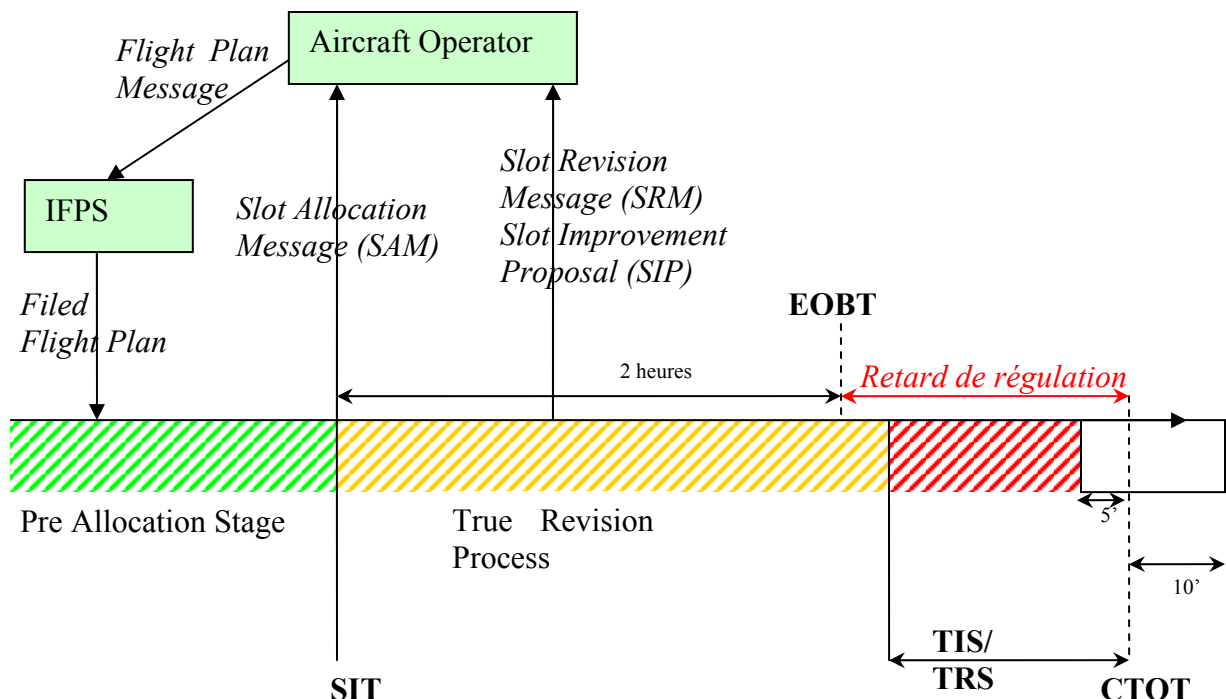 Aircraft Operator
Flight Plan
Message
IFPS
Slot Allocation
Message (SAM)
Slot Revision
Message (SRM)
Slot Improvement
Proposal (SIP)
Filed
Flight Plan
EOBT
2 heures
Retard de régulation
Pre Allocation Stage
True Revision
Process
5’
10’
TIS/
TRS
SIT
CTOT